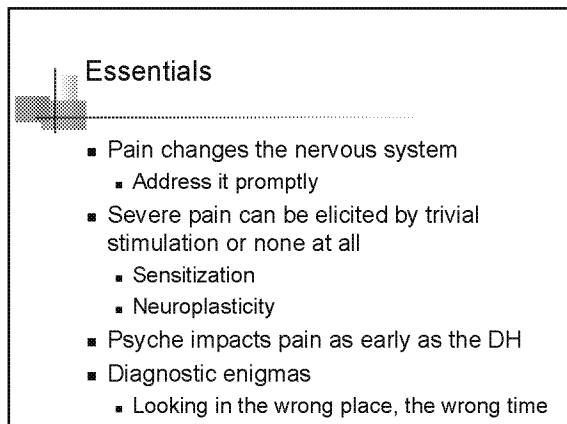 Essentials
Pain changes the nervous system
Address it promptly
Severe pain can be elicited by trivial
stimulation or none at all
Sensitization
Neuroplasticity
Psyche impacts pain as early as the DH
Diagnostic enigmas
Looking in the wrong place, the wrong time